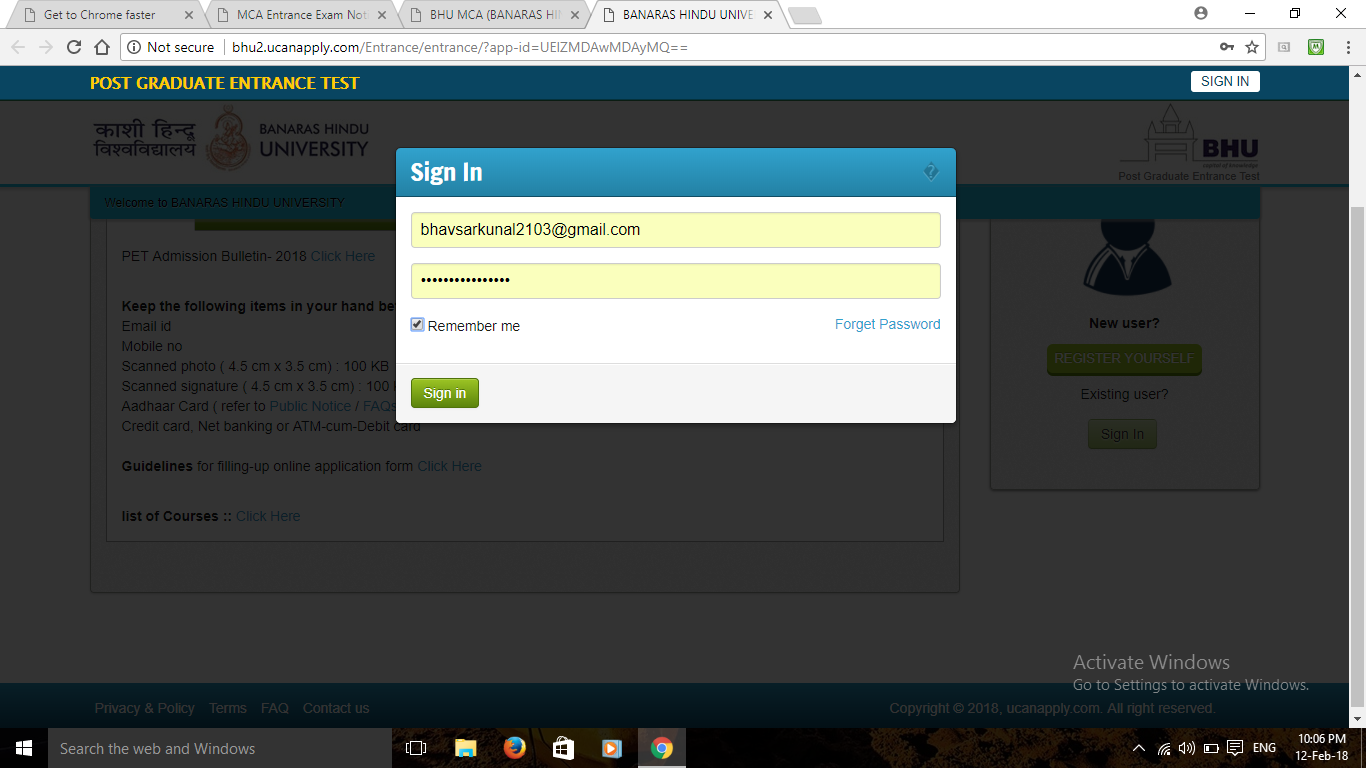 Get to Chrome faster
MCA Entrance Exam Not
BHU MCA (BANARAS HI
BANARAS HINDU UNIVE
Not secure
bhu2.ucanapply.com/Entrance/entrance/?app-id=UElZMDAwMDAyMQ==
POST GRADUATE ENTRANCE TEST
SIGN IN
काशी हिन्दू
विश्वविद्यालय
BANARAS HINDU
UNIVERSITY
BHU
capital of knowledge
Post Graduate Entrance Test
Sign In
?
Welcome to BANARAS HINDU UNIVERSITY
bhavsarkunal2103@gmail.com
••••••••••••••••
Remember me
Forget Password
Sign in
PET Admission Bulletin- 2018 Click Here
Keep the following items in your hand be
Email id
Mobile no
Scanned photo ( 4.5 cm x 3.5 cm) : 100 KB
Scanned signature ( 4.5 cm x 3.5 cm) : 100
Aadhaar Card ( refer to Public Notice / FAQs
Credit card, Net banking or ATM-cum-Debit card
Guidelines for filling-up online application form Click Here
list of Courses :: Click Here
New user?
REGISTER YOURSELF
Existing user?
Sign In
Activate Windows
Go to Settings to activate Windows.
Privacy & Policy Terms FAQ Contact us
Copyright © 2018, ucanapply.com. All right reserved.
Search the web and Windows
ENG
10:06 PM
12-Feb-18